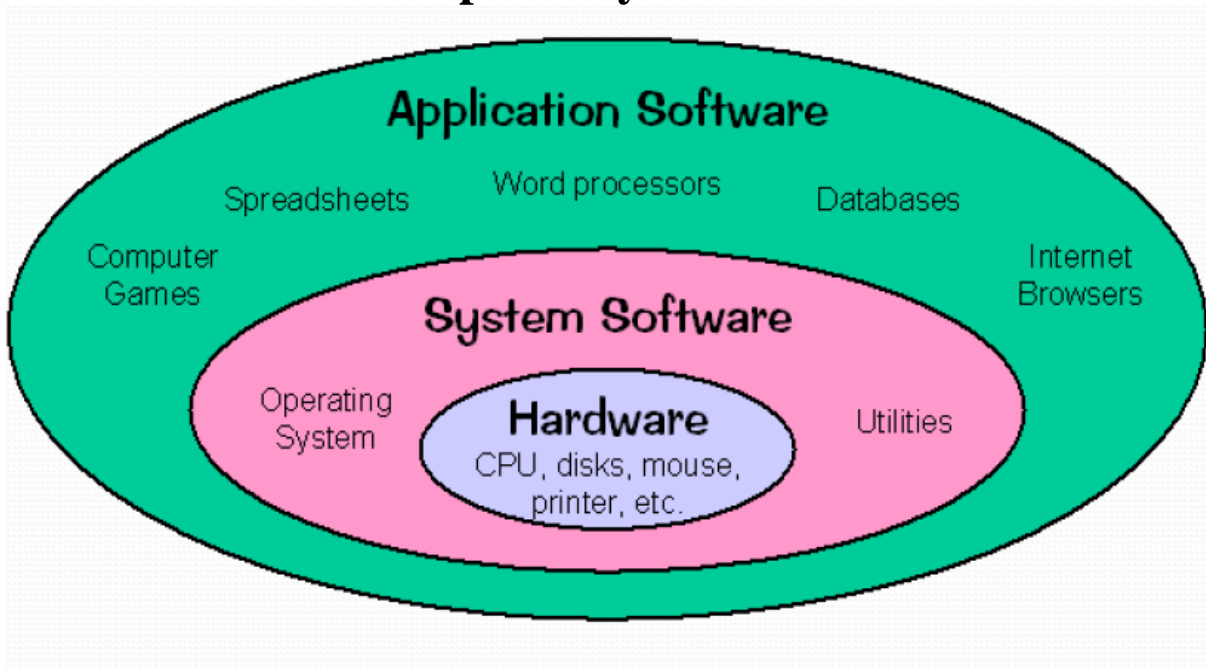 Application Software
Spreadsheets
Word processors
Databases
Computer
Games
Internet
Browsers
System Software
Operating
System
Utilities
Hardware
CPU, disks, mouse,
printer, etc.